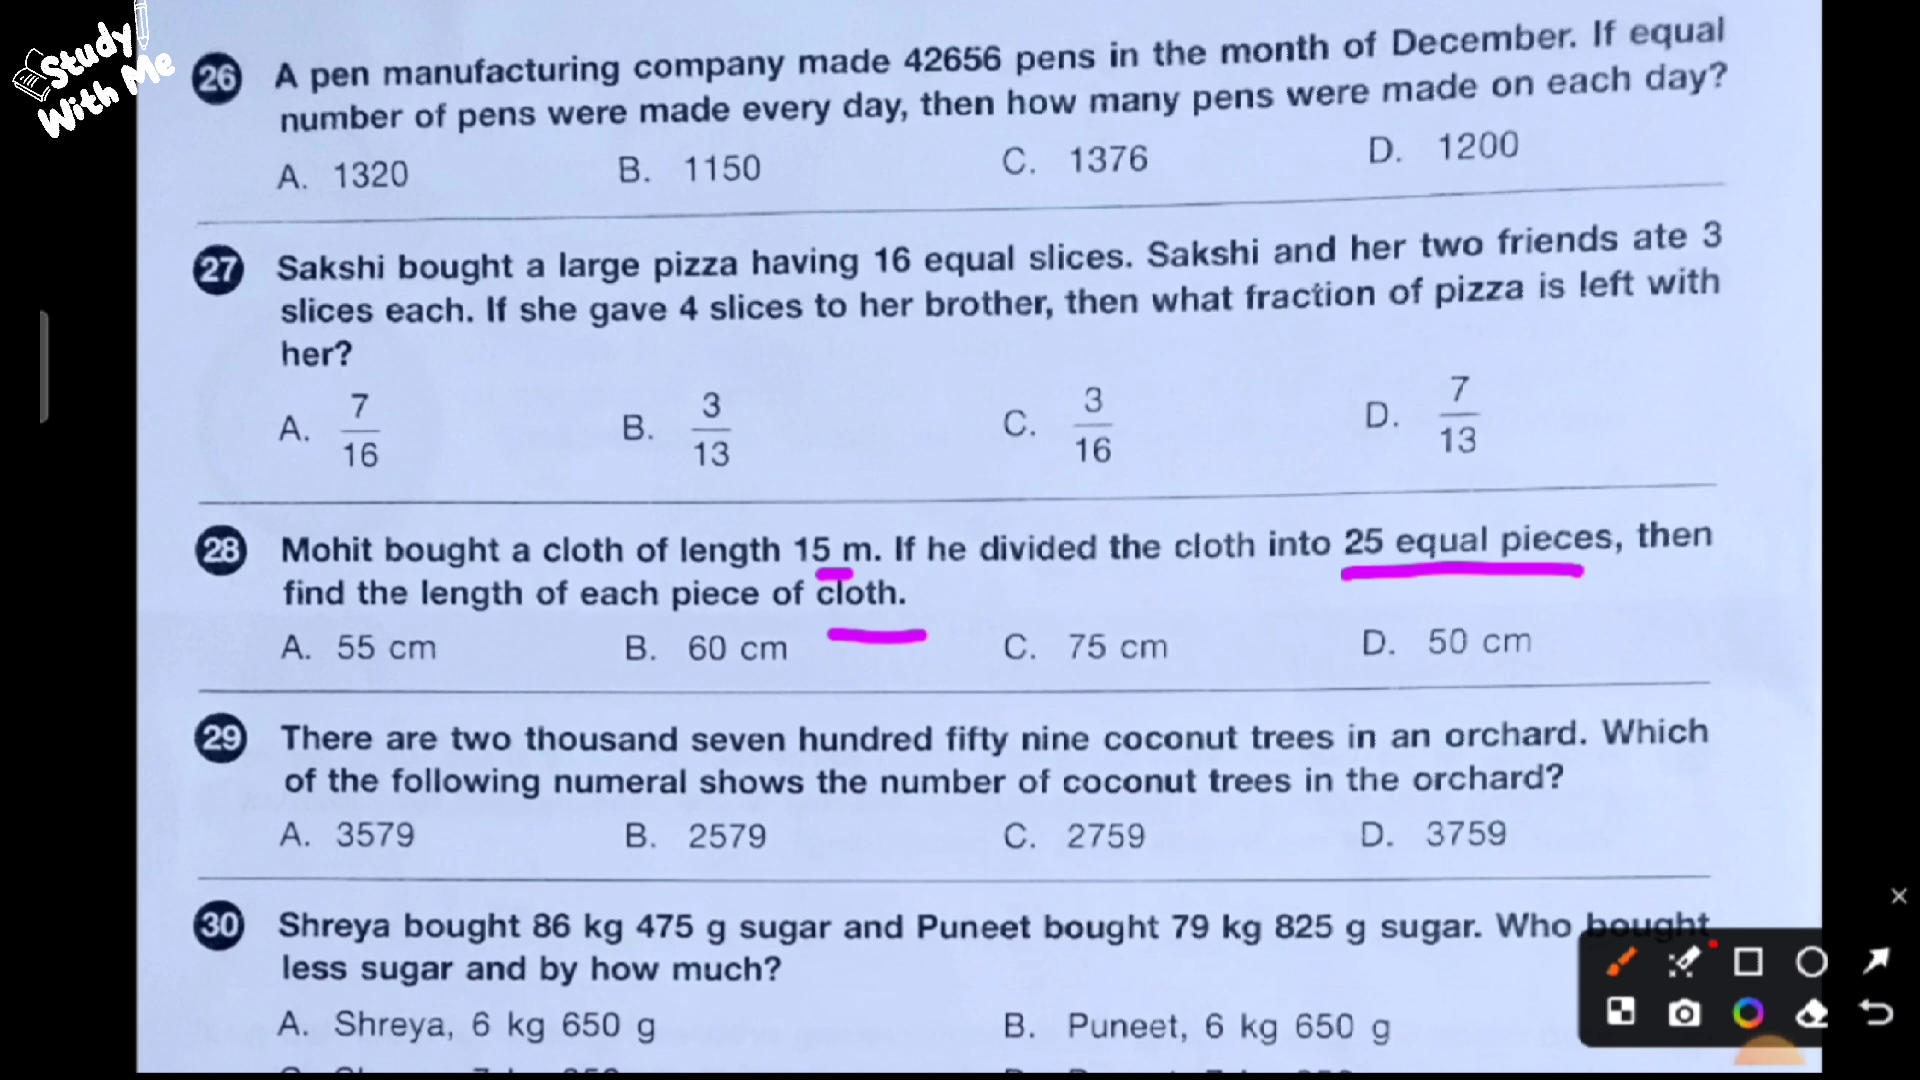 Study
With Me
26 A pen manufacturing company made 42656 pens in the month of December. If equal
number of pens were made every day, then how many pens were made on each day?
A. 1320 B. 1150 C. 1376 D. 1200
27 Sakshi bought a large pizza having 16 equal slices. Sakshi and her two friends ate 3
slices each. If she gave 4 slices to her brother, then what fraction of pizza is left with
her?
A. 7/16 B. 3/13 C. 3/16 D. 7/13
28 Mohit bought a cloth of length 15 m. If he divided the cloth into 25 equal pieces, then
find the length of each piece of cloth.
A. 55 cm B. 60 cm C. 75 cm D. 50 cm
29 There are two thousand seven hundred fifty nine coconut trees in an orchard. Which
of the following numeral shows the number of coconut trees in the orchard?
A. 3579 B. 2579 C. 2759 D. 3759
30 Shreya bought 86 kg 475 g sugar and Puneet bought 79 kg 825 g sugar. Who bought
less sugar and by how much?
A. Shreya, 6 kg 650 g B. Puneet, 6 kg 650 g